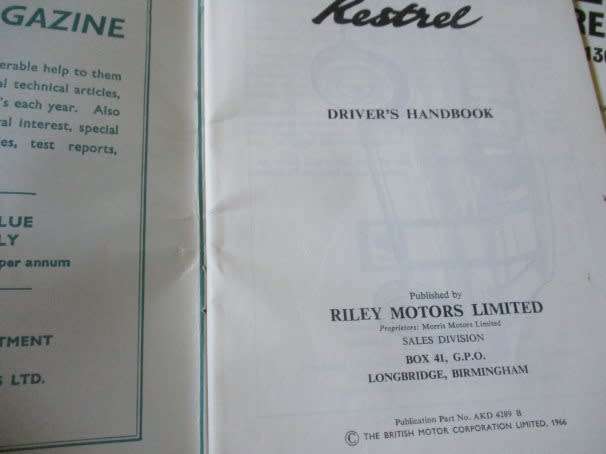 GAZINE
erable help to them
al technical articles,
's each year. Also
ral interest, special
es, test reports,
LUE
LY
per annum
TMENT
S LTD.
Kestrel
DRIVER'S HANDBOOK
Published by
RILEY MOTORS LIMITED
Proprietors: Morris Motors Limited
SALES DIVISION
BOX 41, G.P.O.
LONGBRIDGE, BIRMINGHAM
Publication Part No. AKD 4289 B
© THE BRITISH MOTOR CORPORATION LIMITED, 1966
RE
130